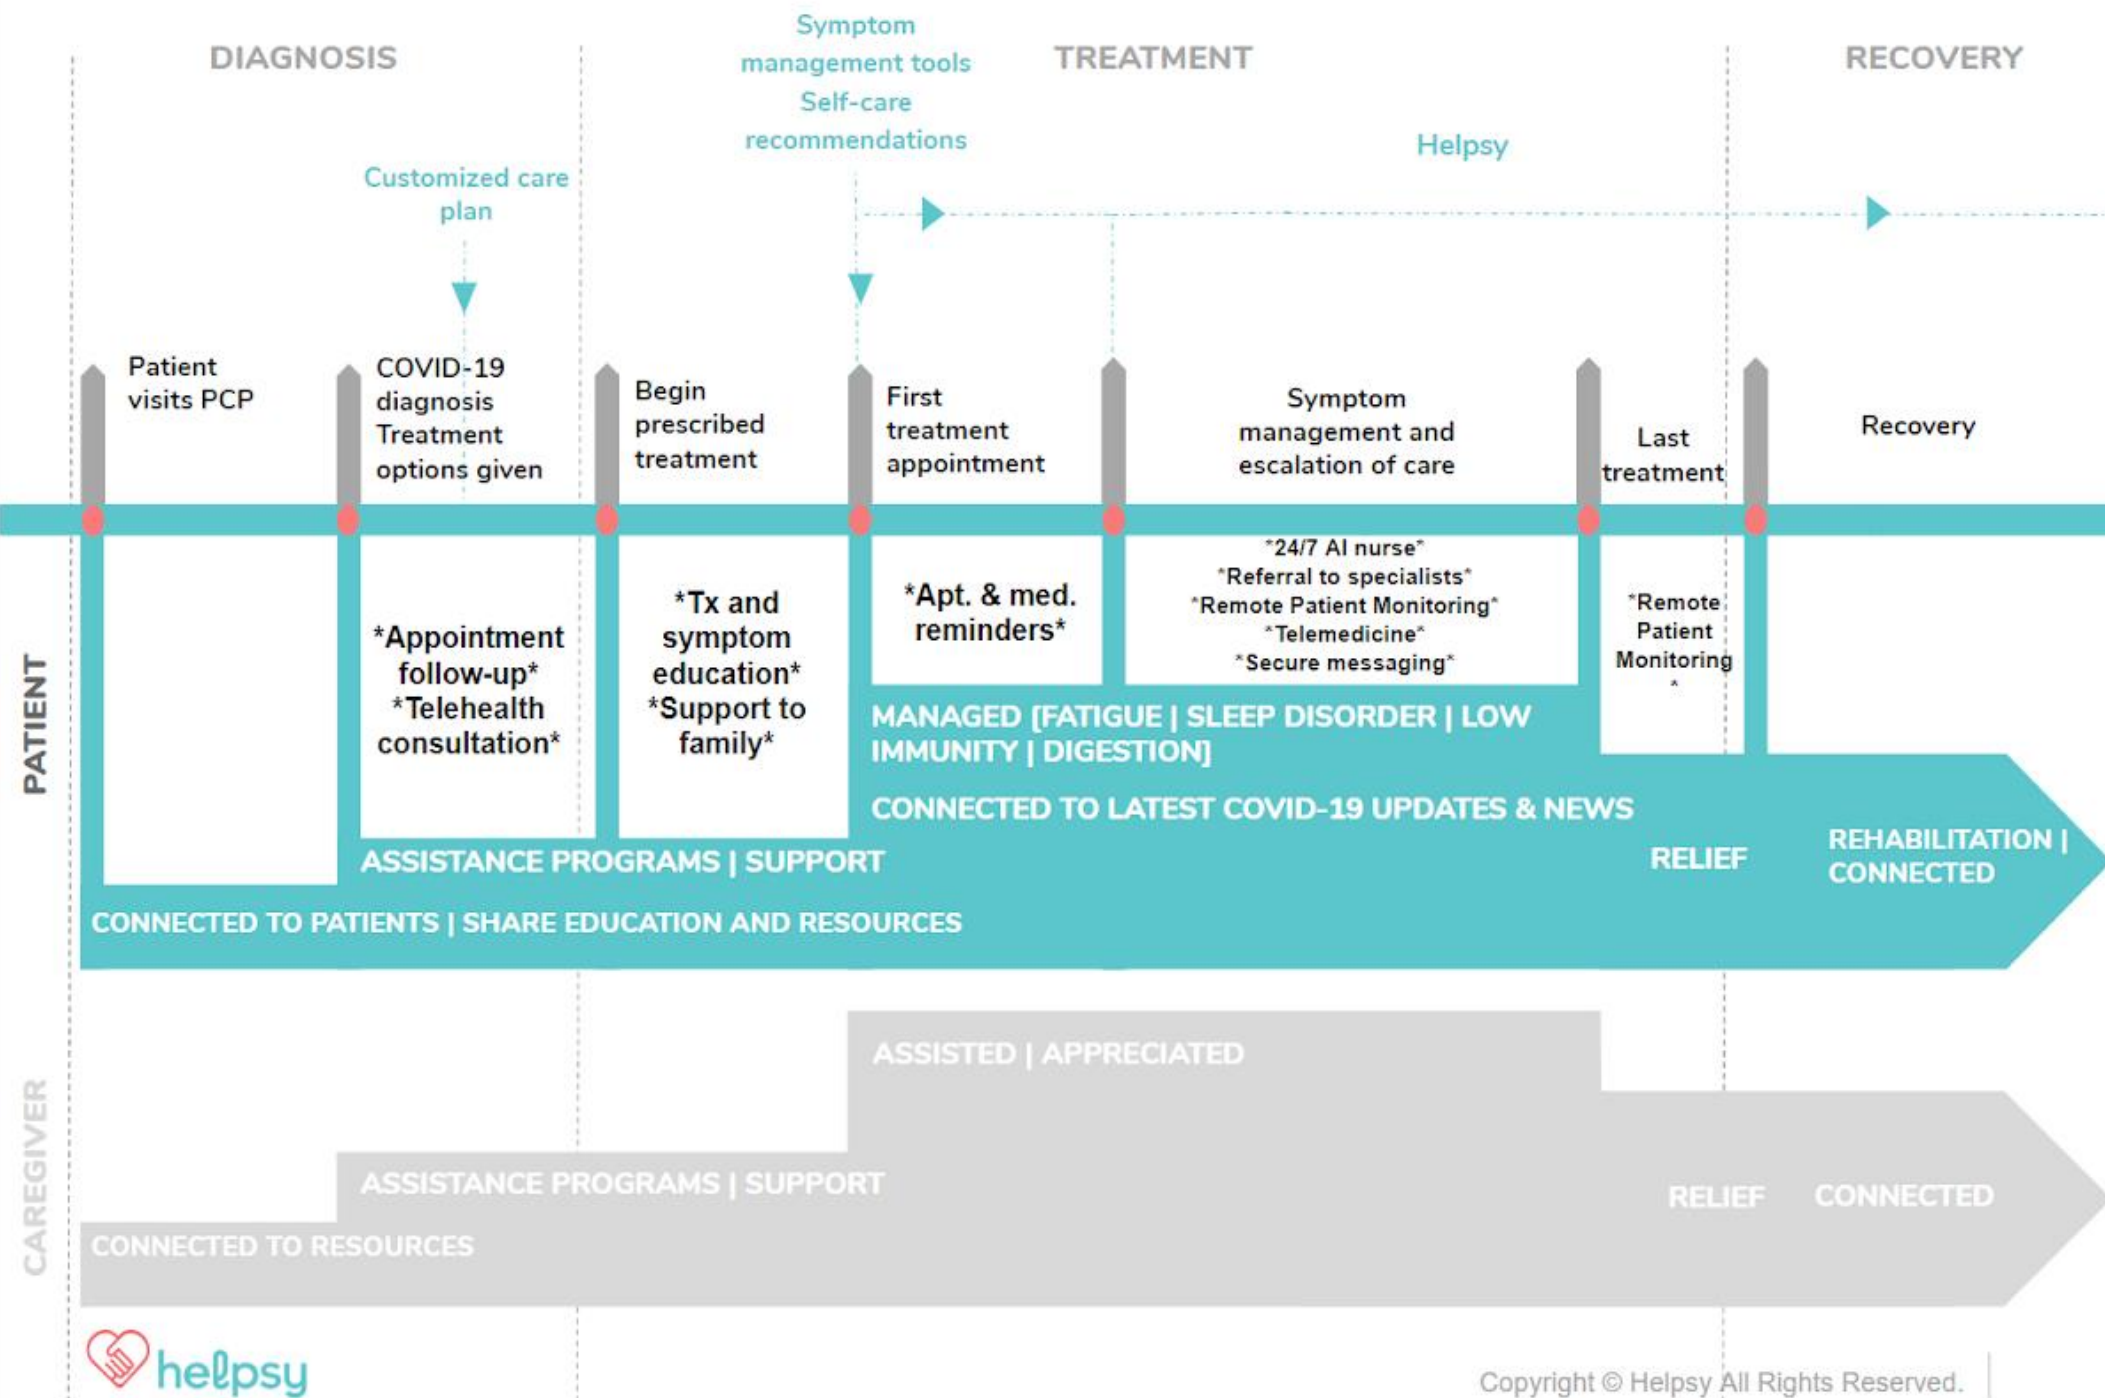 DIAGNOSIS
TREATMENT
RECOVERY
Symptom
management tools
Self-care
recommendations
Helpsy
Customized care
plan
Patient
visits PCP
COVID-19
diagnosis
Treatment
options given
Begin
prescribed
treatment
First
treatment
appointment
Symptom
management and
escalation of care
Last
treatment
Recovery
PATIENT
*Appointment
follow-up*
*Telehealth
consultation*
*Tx and
symptom
education*
*Support to
family*
*Apt. & med.
reminders*
*24/7 AI nurse*
*Referral to specialists*
*Remote Patient Monitoring*
*Telemedicine*
*Secure messaging*
*Remote
Patient
Monitoring
*
MANAGED [FATIGUE | SLEEP DISORDER | LOW
IMMUNITY | DIGESTION]
CONNECTED TO LATEST COVID-19 UPDATES & NEWS
ASSISTANCE PROGRAMS | SUPPORT
RELIEF
REHABILITATION |
CONNECTED
CONNECTED TO PATIENTS | SHARE EDUCATION AND RESOURCES
CAREGIVER
ASSISTED | APPRECIATED
ASSISTANCE PROGRAMS | SUPPORT
RELIEF
CONNECTED
CONNECTED TO RESOURCES
helpsy
Copyright © Helpsy All Rights Reserved.